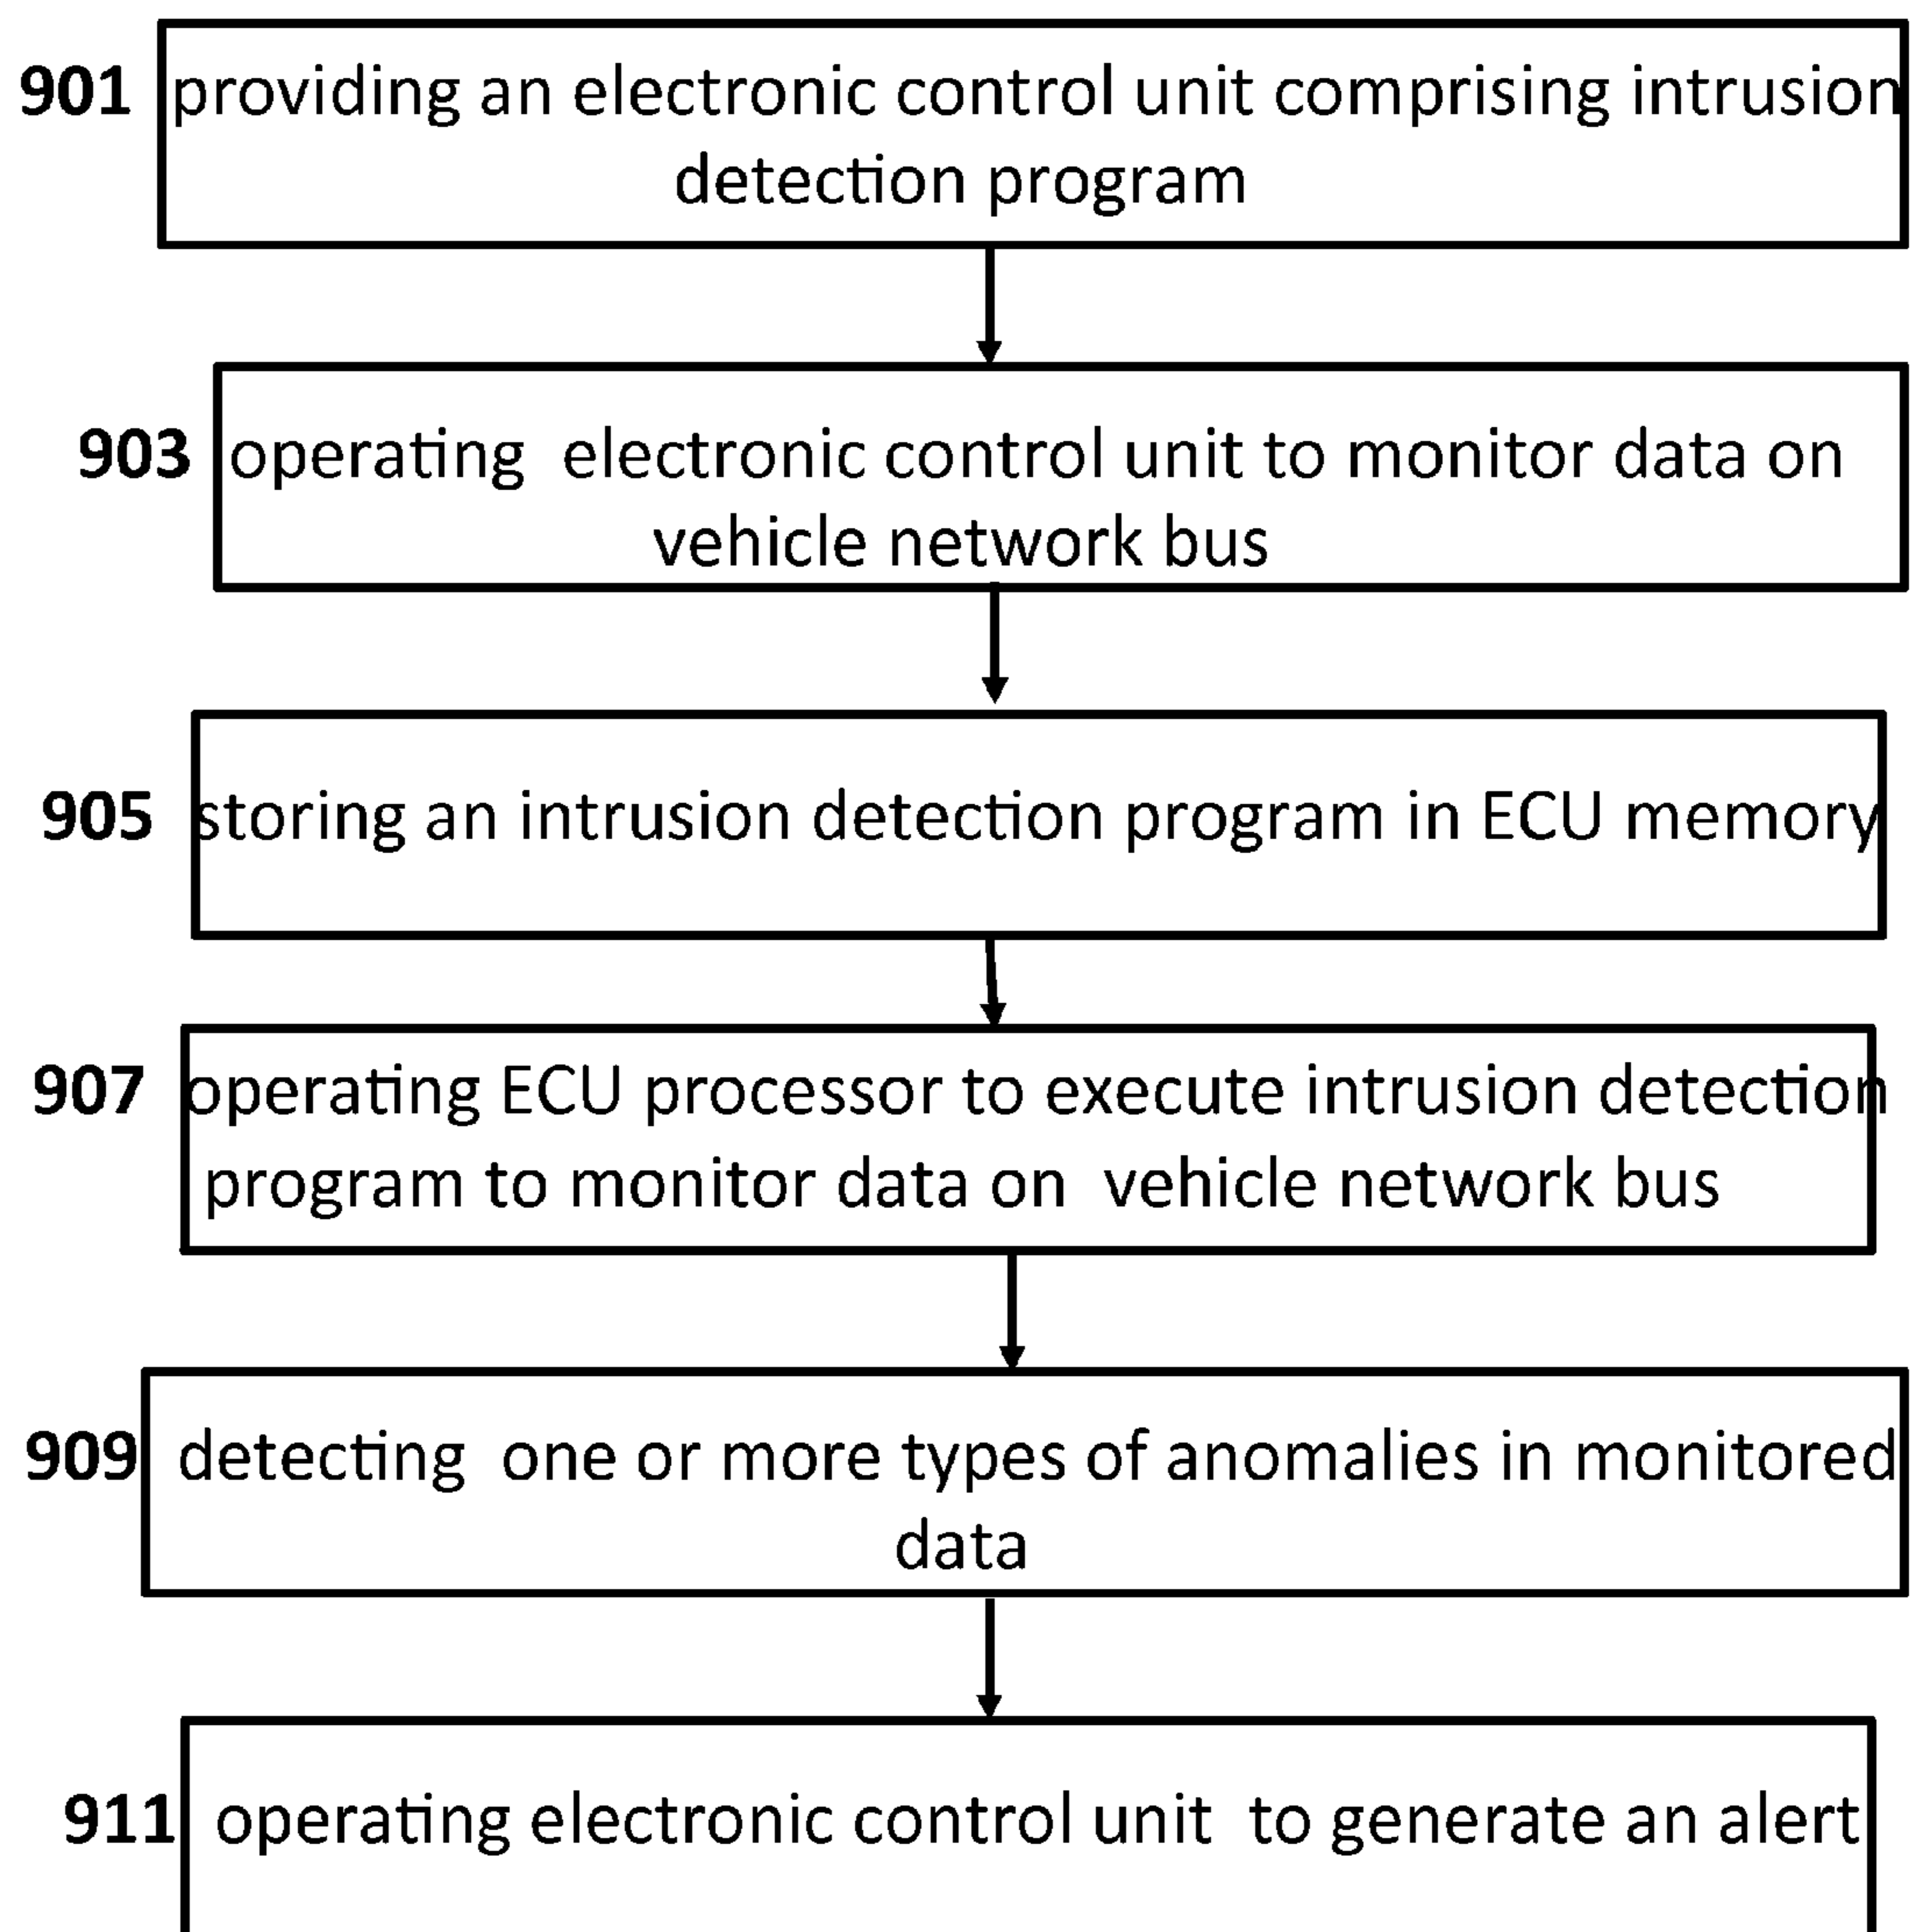 901 providing an electronic control unit comprising intrusion
detection program
903 operating electronic control unit to monitor data on
vehicle network bus
905 storing an intrusion detection program in ECU memory
907 operating ECU processor to execute intrusion detection
program to monitor data on vehicle network bus
909 detecting one or more types of anomalies in monitored
data
911 operating electronic control unit to generate an alert